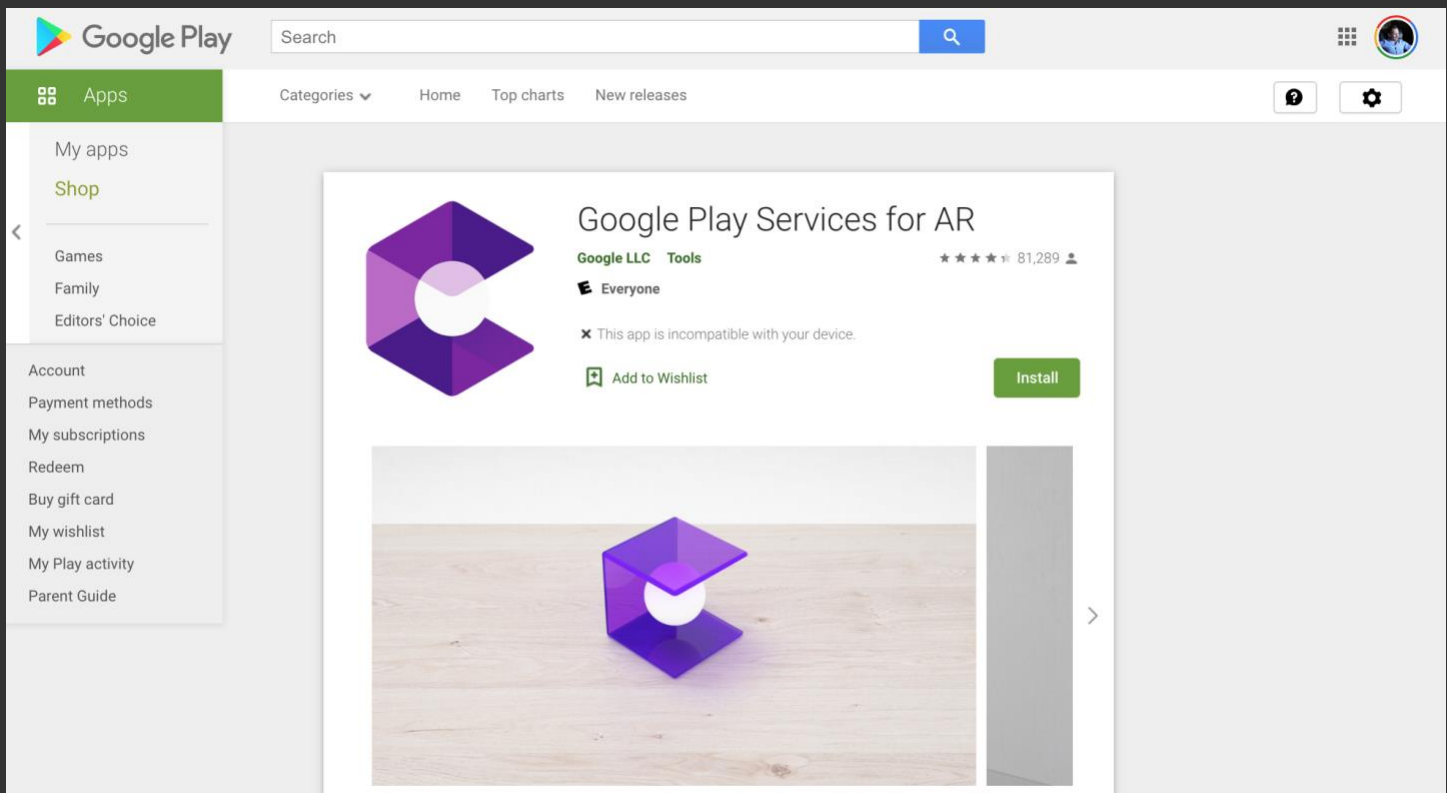 Google Play
Search
Apps
Categories
Home
Top charts
New releases
My apps
Shop
Games
Family
Editors' Choice
Account
Payment methods
My subscriptions
Redeem
Buy gift card
My wishlist
My Play activity
Parent Guide
Google Play Services for AR
Google LLC Tools
81,289
E Everyone
This app is incompatible with your device.
Add to Wishlist
Install